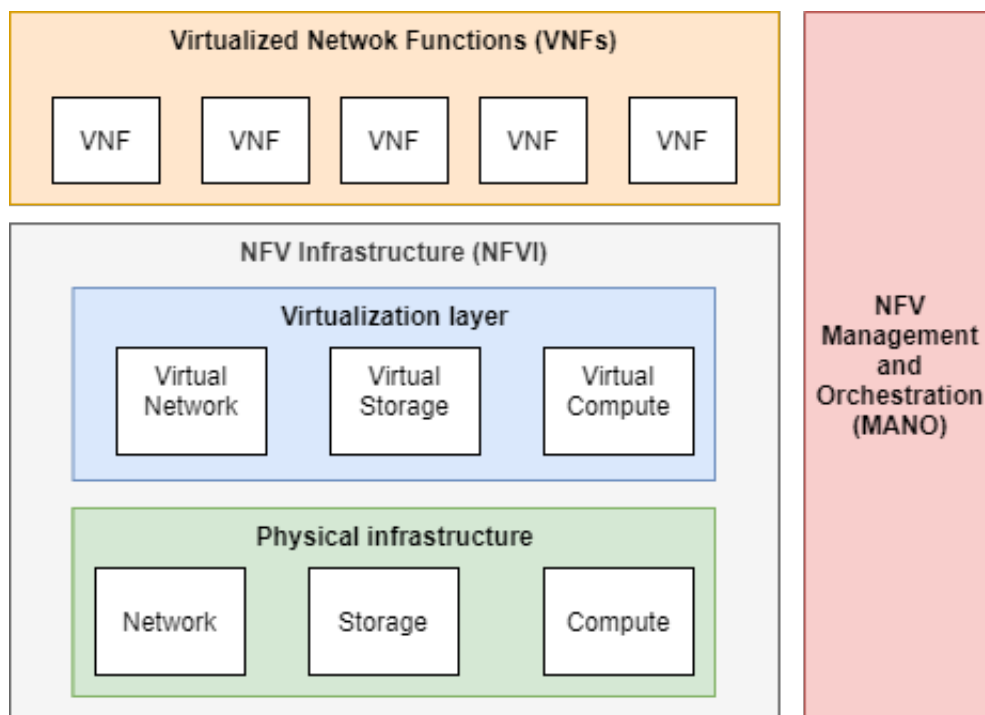 Virtualized Netwok Functions (VNFs)
VNF
VNF
VNF
VNF
VNF
NFV Infrastructure (NFVI)
Virtualization layer
Virtual
Network
Virtual
Storage
Virtual
Compute
Physical infrastructure
Network
Storage
Compute
NFV
Management
and
Orchestration
(MANO)